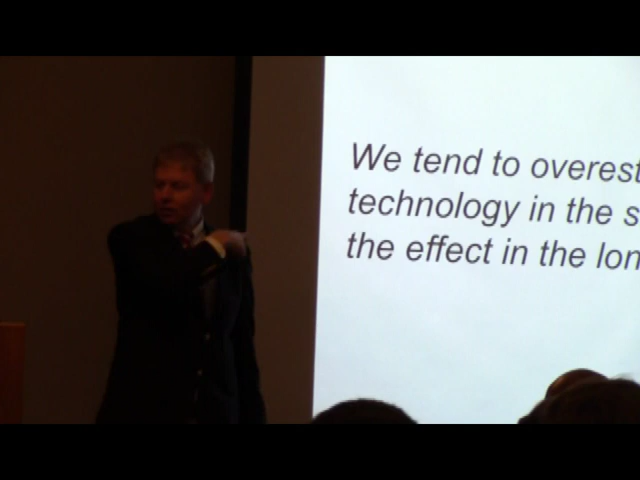 We tend to overest
technology in the s
the effect in the lon